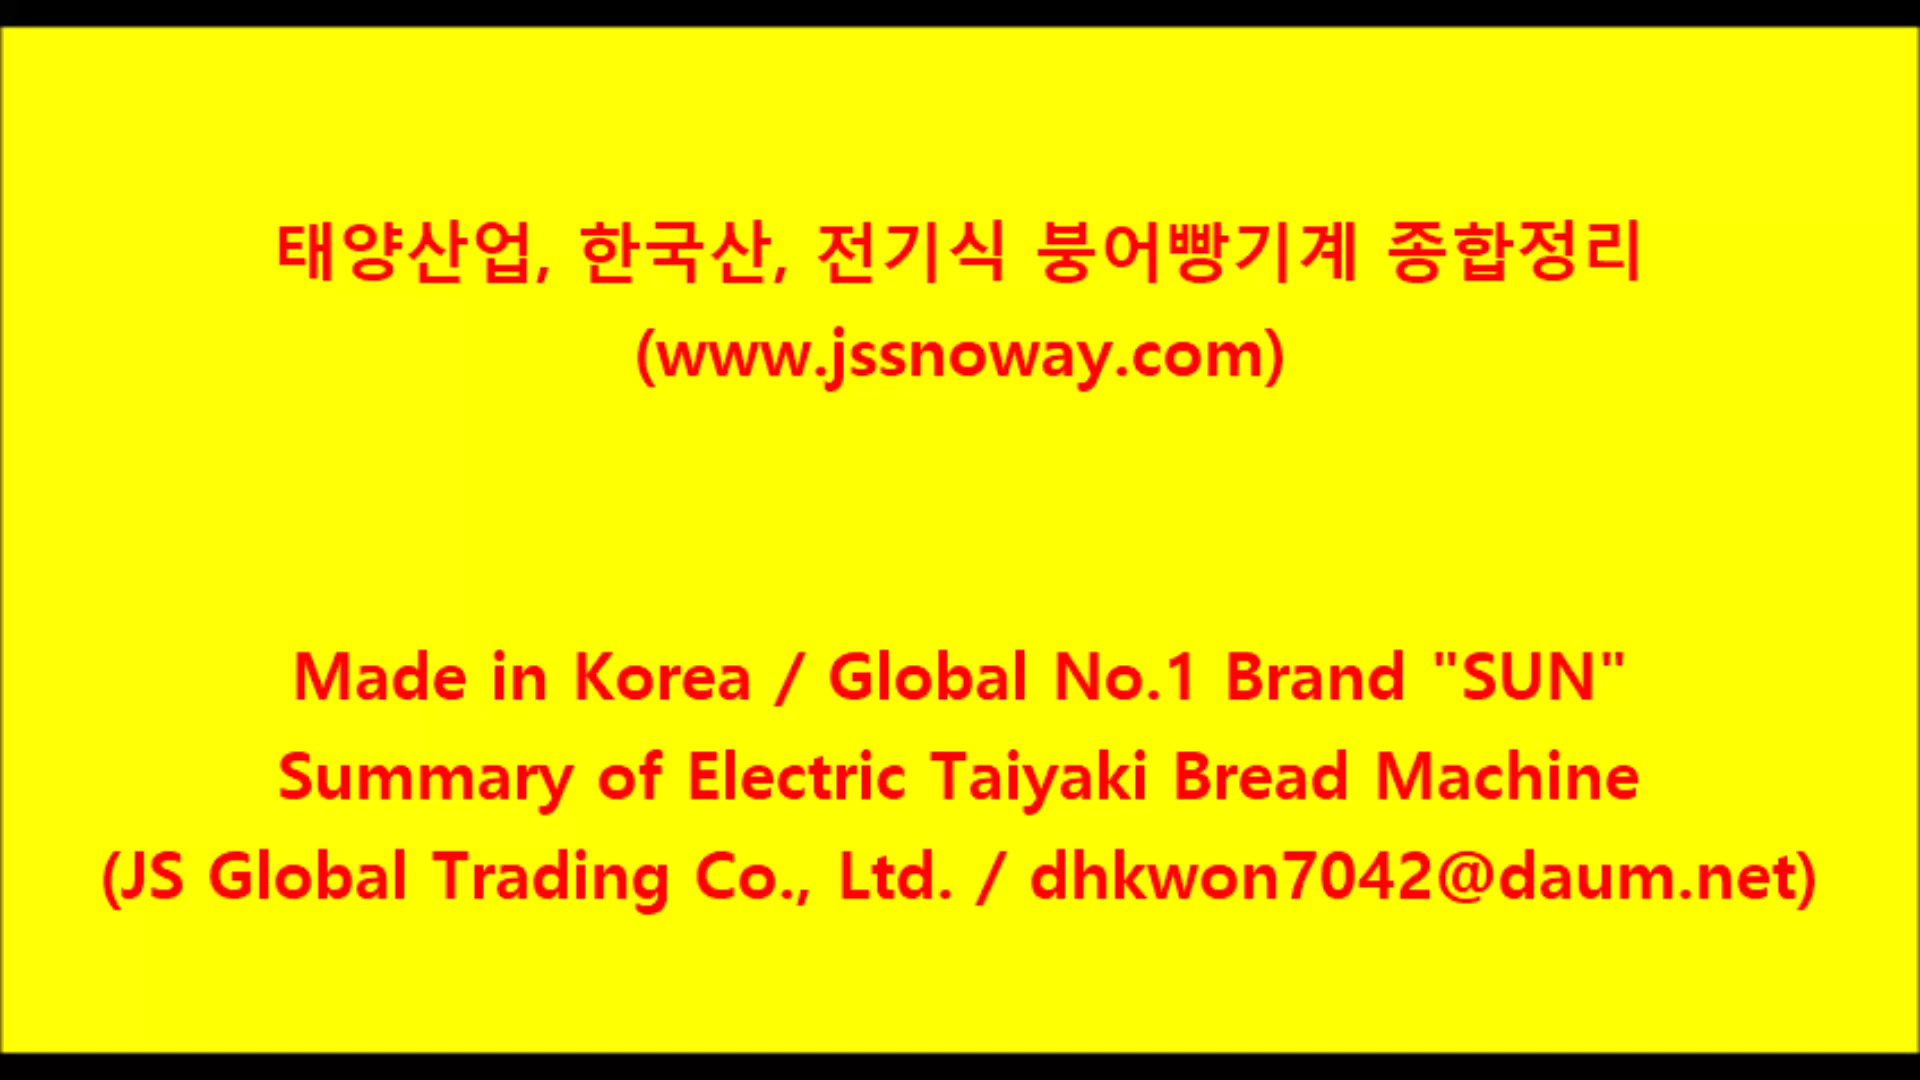 태양산업, 한국산, 전기식 붕어빵기계 종합정리
(www.jssnoway.com)
Made in Korea / Global No.1 Brand "SUN"
Summary of Electric Taiyaki Bread Machine
(JS Global Trading Co., Ltd. / dhkwon7042@daum.net)